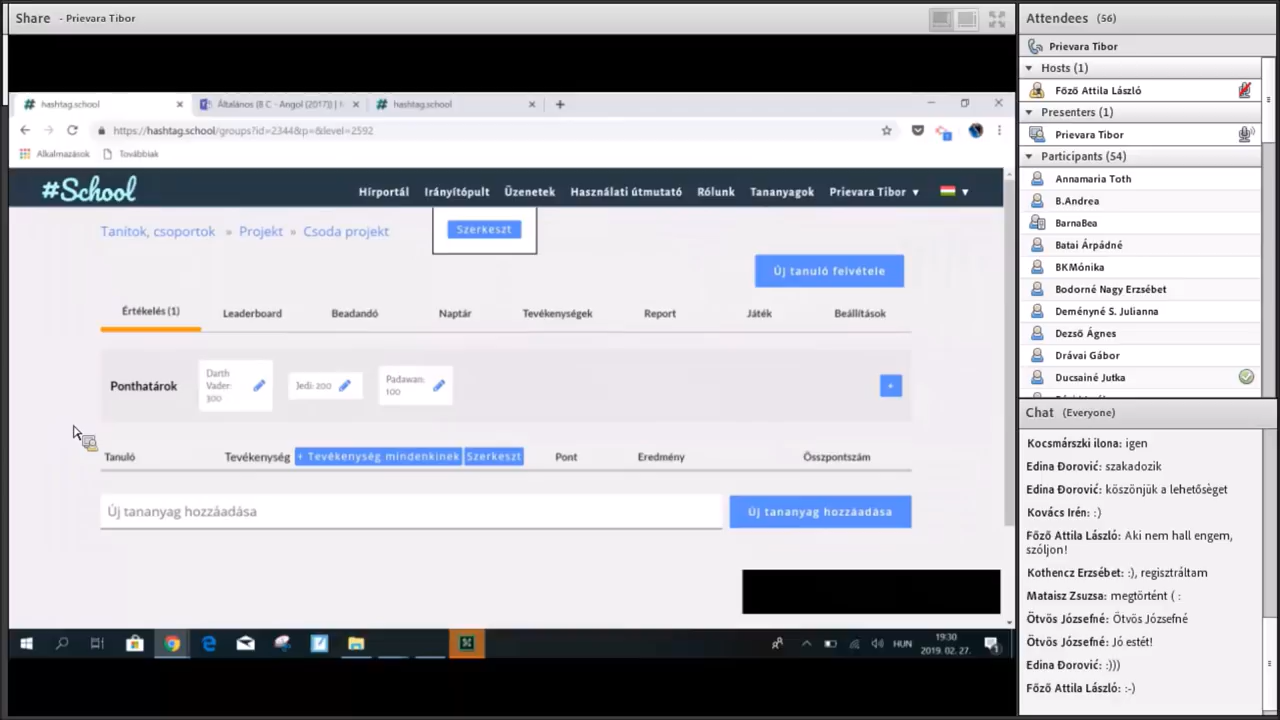 Share - Prievara Tibor
hashtag.school
Általános (B C - Angol (2017)) |
hashtag.school
https://hashtag.school/groups?id=2344&p=&level=2592
Alkalmazások
Továbbiak
#School
Hírportál
Irányítópult
Üzenetek
Használati útmutató
Rólunk
Tananyagok
Prievara Tibor
Tanítok, csoportok » Projekt » Csoda projekt
Szerkeszt
Új tanuló felvétele
Értékelés (1)
Leaderboard
Beadandó
Naptár
Tevékenységek
Report
Játék
Beállítások
Ponthatárok
Darth
Vader:
300
Jedi: 200
Padawan:
100
+
Tanuló
Tevékenység
+ Tevékenység mindenkinek
Szerkeszt
Pont
Eredmény
Összpontszám
Új tananyag hozzáadása
Új tananyag hozzáadása
HUN
19:30
2019. 02. 27.
Attendees (56)
Prievara Tibor
Hosts (1)
Főző Attila László
Presenters (1)
Prievara Tibor
Participants (54)
Annamaria Toth
B.Andrea
BarnaBea
Batai Árpádné
BKMónika
Bodorné Nagy Erzsébet
Deményné S. Julianna
Dezső Ágnes
Drávai Gábor
Ducsainé Jutka
Chat (Everyone)
Kocsmárszki ilona: igen
Edina Đorović: szakadozik
Edina Đorović: köszönjük a lehetősèget
Kovács Irén: :)
Főző Attila László: Aki nem hall engem,
szóljon!
Kothencz Erzsébet: :), regisztráltam
Mataisz Zsuzsa: megtörtént ( :
Ötvös Józsefné: Ötvös Józsefné
Ötvös Józsefné: Jó estét!
Edina Đorović: :)))
Főző Attila László: :-)